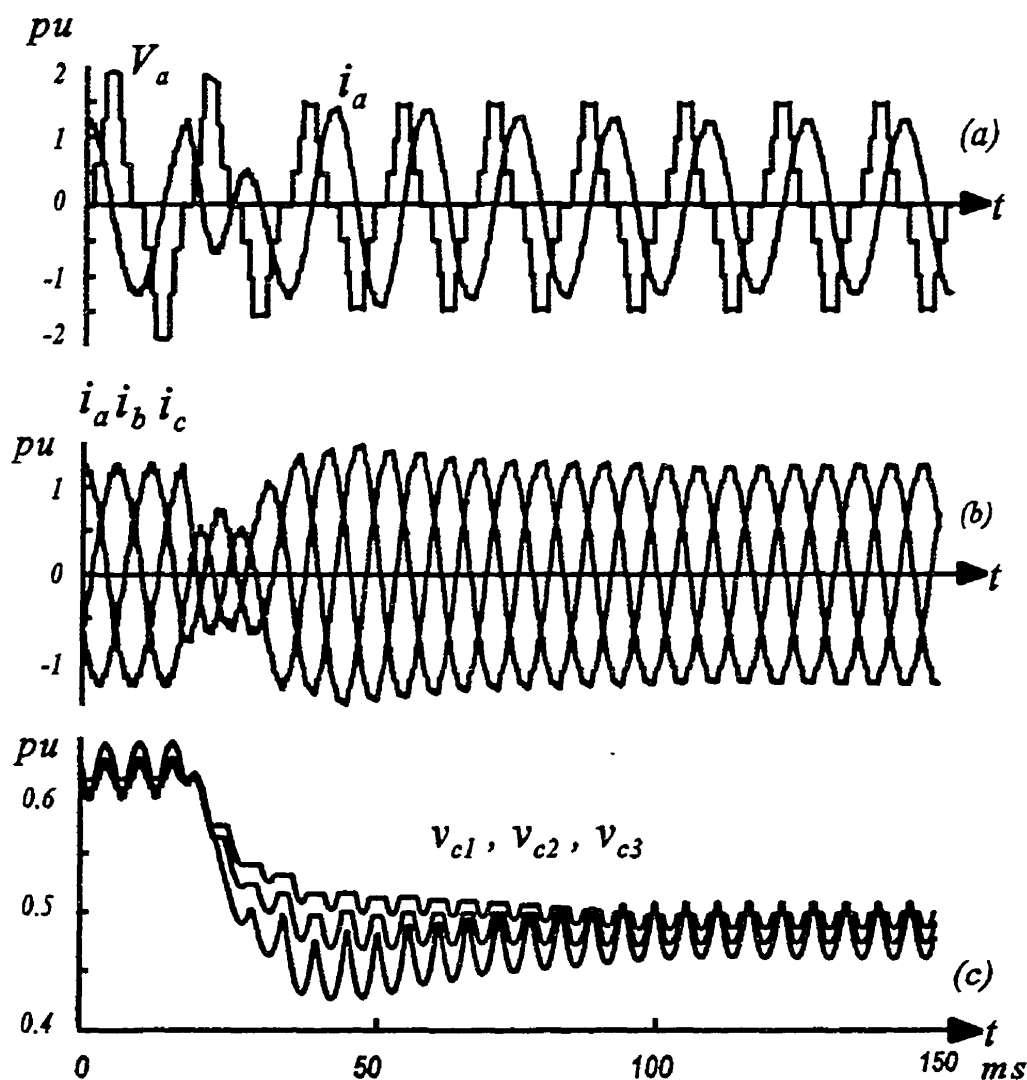 pu
2
V_a
i_a
1
(a)
0
t
-1
-2
i_a i_b i_c
pu
1
(b)
0
t
-1
pu
0.6
v_c1 , v_c2 , v_c3
0.5
(c)
0.4
t
0
50
100
150
ms